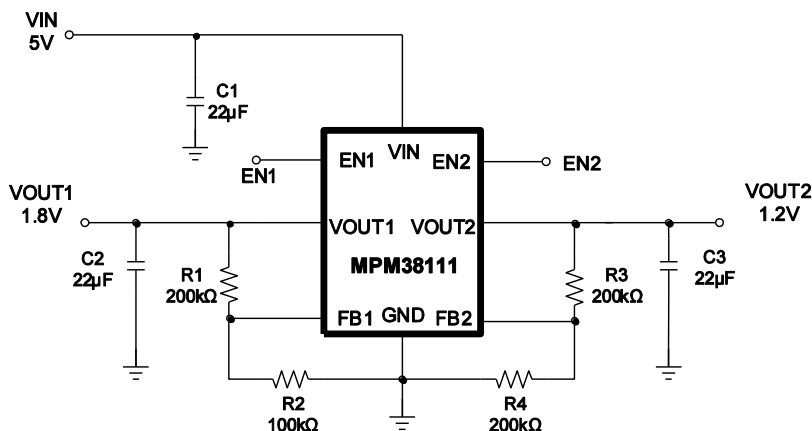 VIN
5V
C1
22µF
EN1
VIN
EN2
EN1
EN2
VOUT1
1.8V
VOUT2
1.2V
VOUT1
VOUT2
C2
22µF
R1
200kΩ
MPM38111
R3
200kΩ
C3
22µF
FB1
GND
FB2
R2
100kΩ
R4
200kΩ